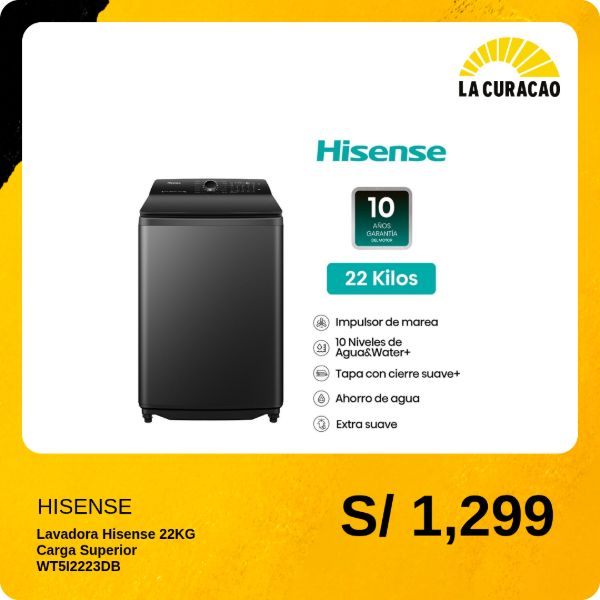 LA CURACAO
Hisense
10
AÑOS
GARANTÍA
DEL MOTOR
22 Kilos
Impulsor de marea
10 Niveles de
Agua&Water+
Tapa con cierre suave+
Ahorro de agua
Extra suave
Hisense
HISENSE
Lavadora Hisense 22KG
Carga Superior
WT5I2223DB
S/ 1,299